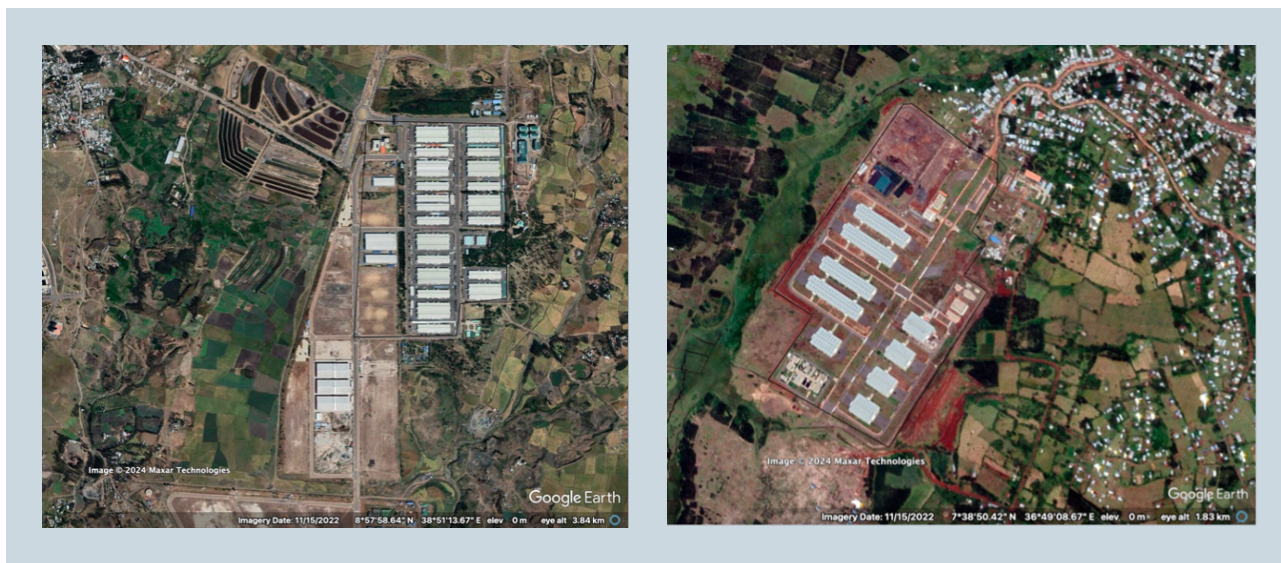 Image © 2024 Maxar Technologies
Google Earth
Imagery Date: 11/15/2022 8°57'58.64" N 38°51'13.67" E elev 0 m eye alt 3.84 km
Image © 2024 Maxar Technologies
Google Earth
Imagery Date: 11/15/2022 7°38'50.42" N 36°49'08.67" E elev 0 m eye alt 1.83 km